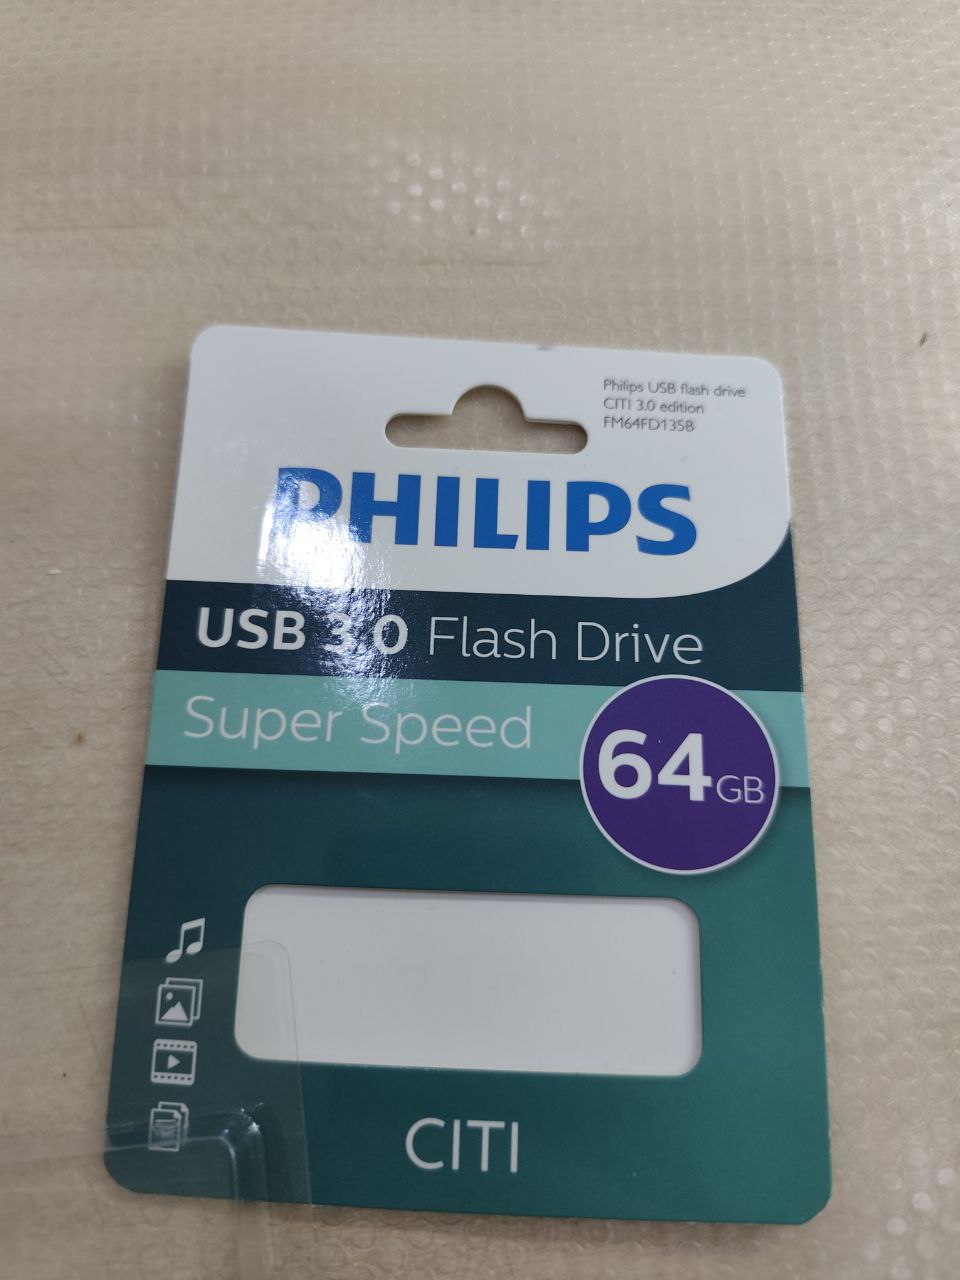 Philips USB flash drive
CITI 3.0 edition
FM64FD135B
PHILIPS
USB 3.0 Flash Drive
Super Speed
64GB
CITI